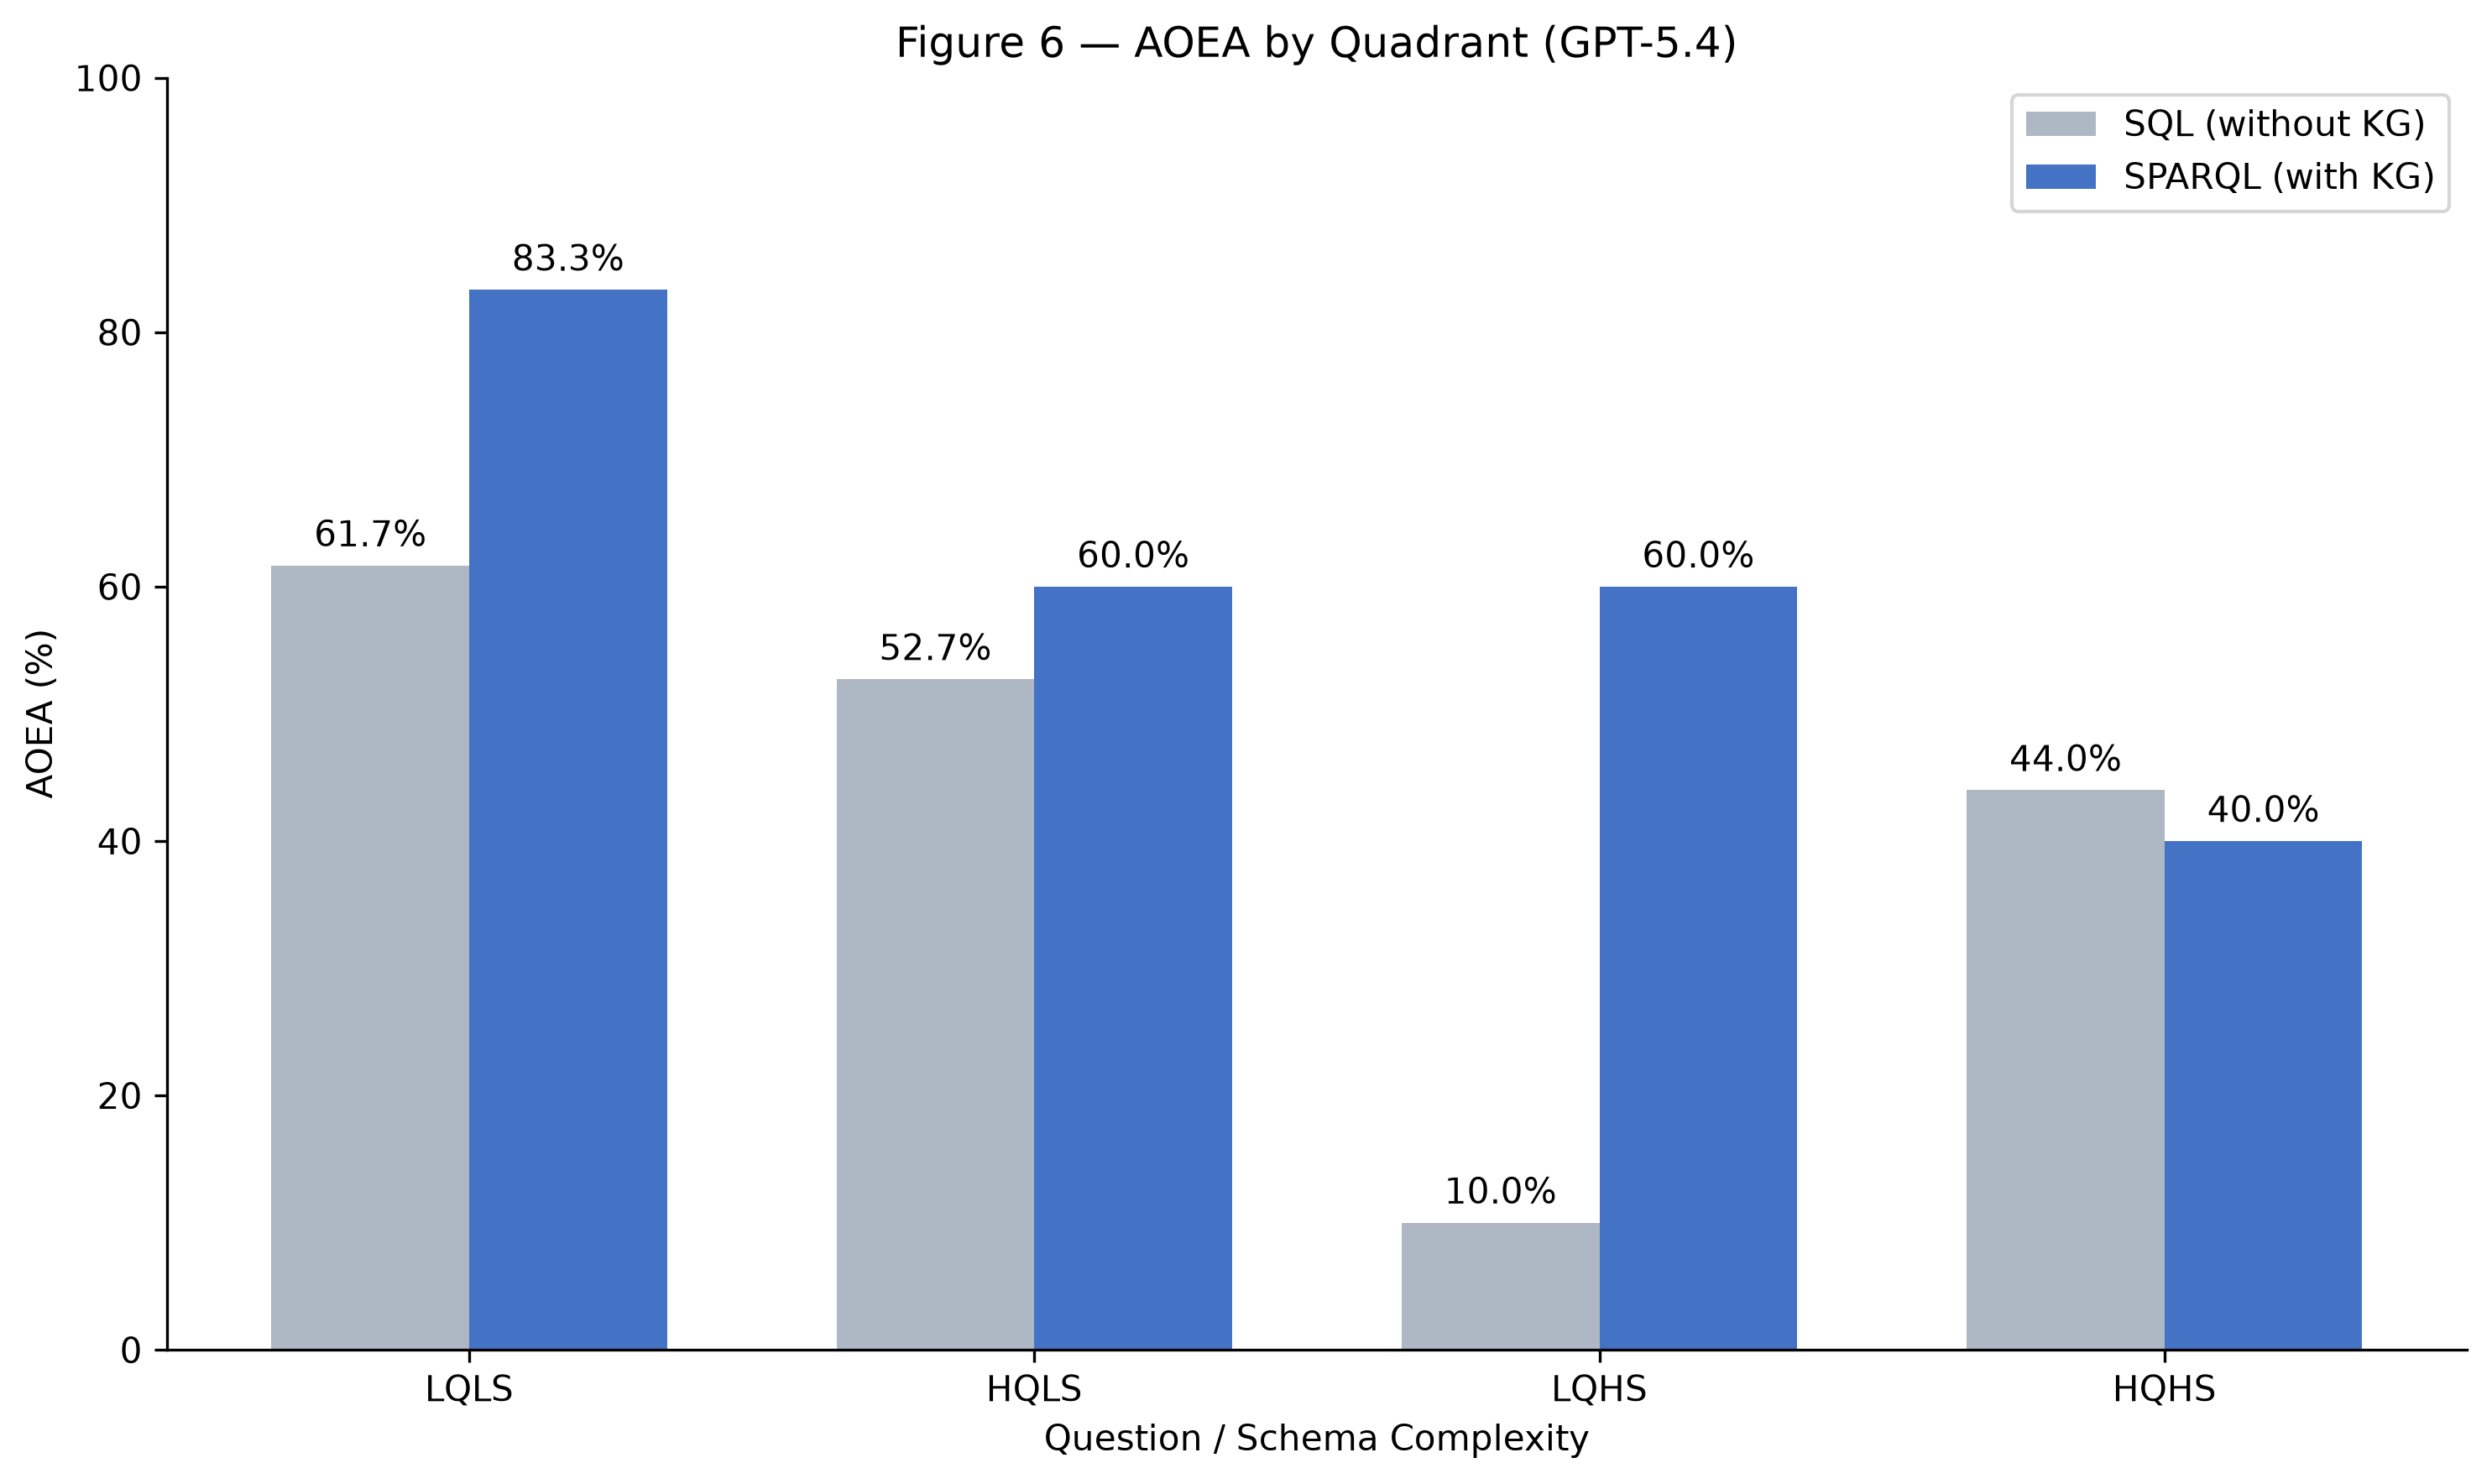 Figure 6 — AOEA by Quadrant (GPT-5.4)
SQL (without KG)
SPARQL (with KG)
AOEA (%)
100
80
60
40
20
0
61.7%
83.3%
52.7%
60.0%
10.0%
60.0%
44.0%
40.0%
LQLS
HQLS
LQHS
HQHS
Question / Schema Complexity